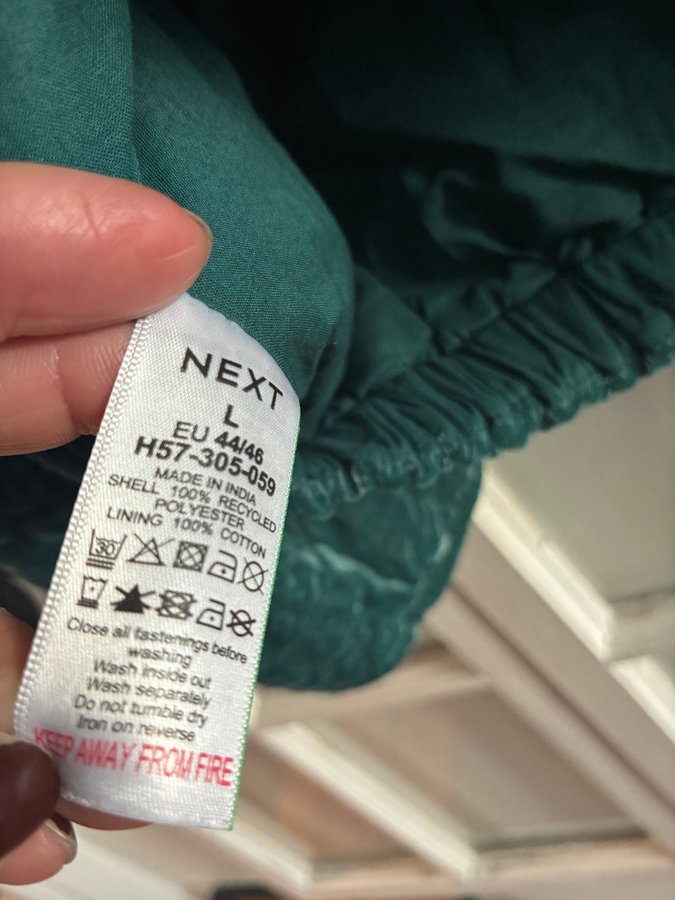 NEXT
L
EU 44/46
H57-305-059
MADE IN INDIA
SHELL 100% RECYCLED
POLYESTER
LINING 100% COTTON
30
Close all fastenings before
washing
Wash inside out
Wash separately
Do not tumble dry
Iron on reverse
KEEP AWAY FROM FIRE